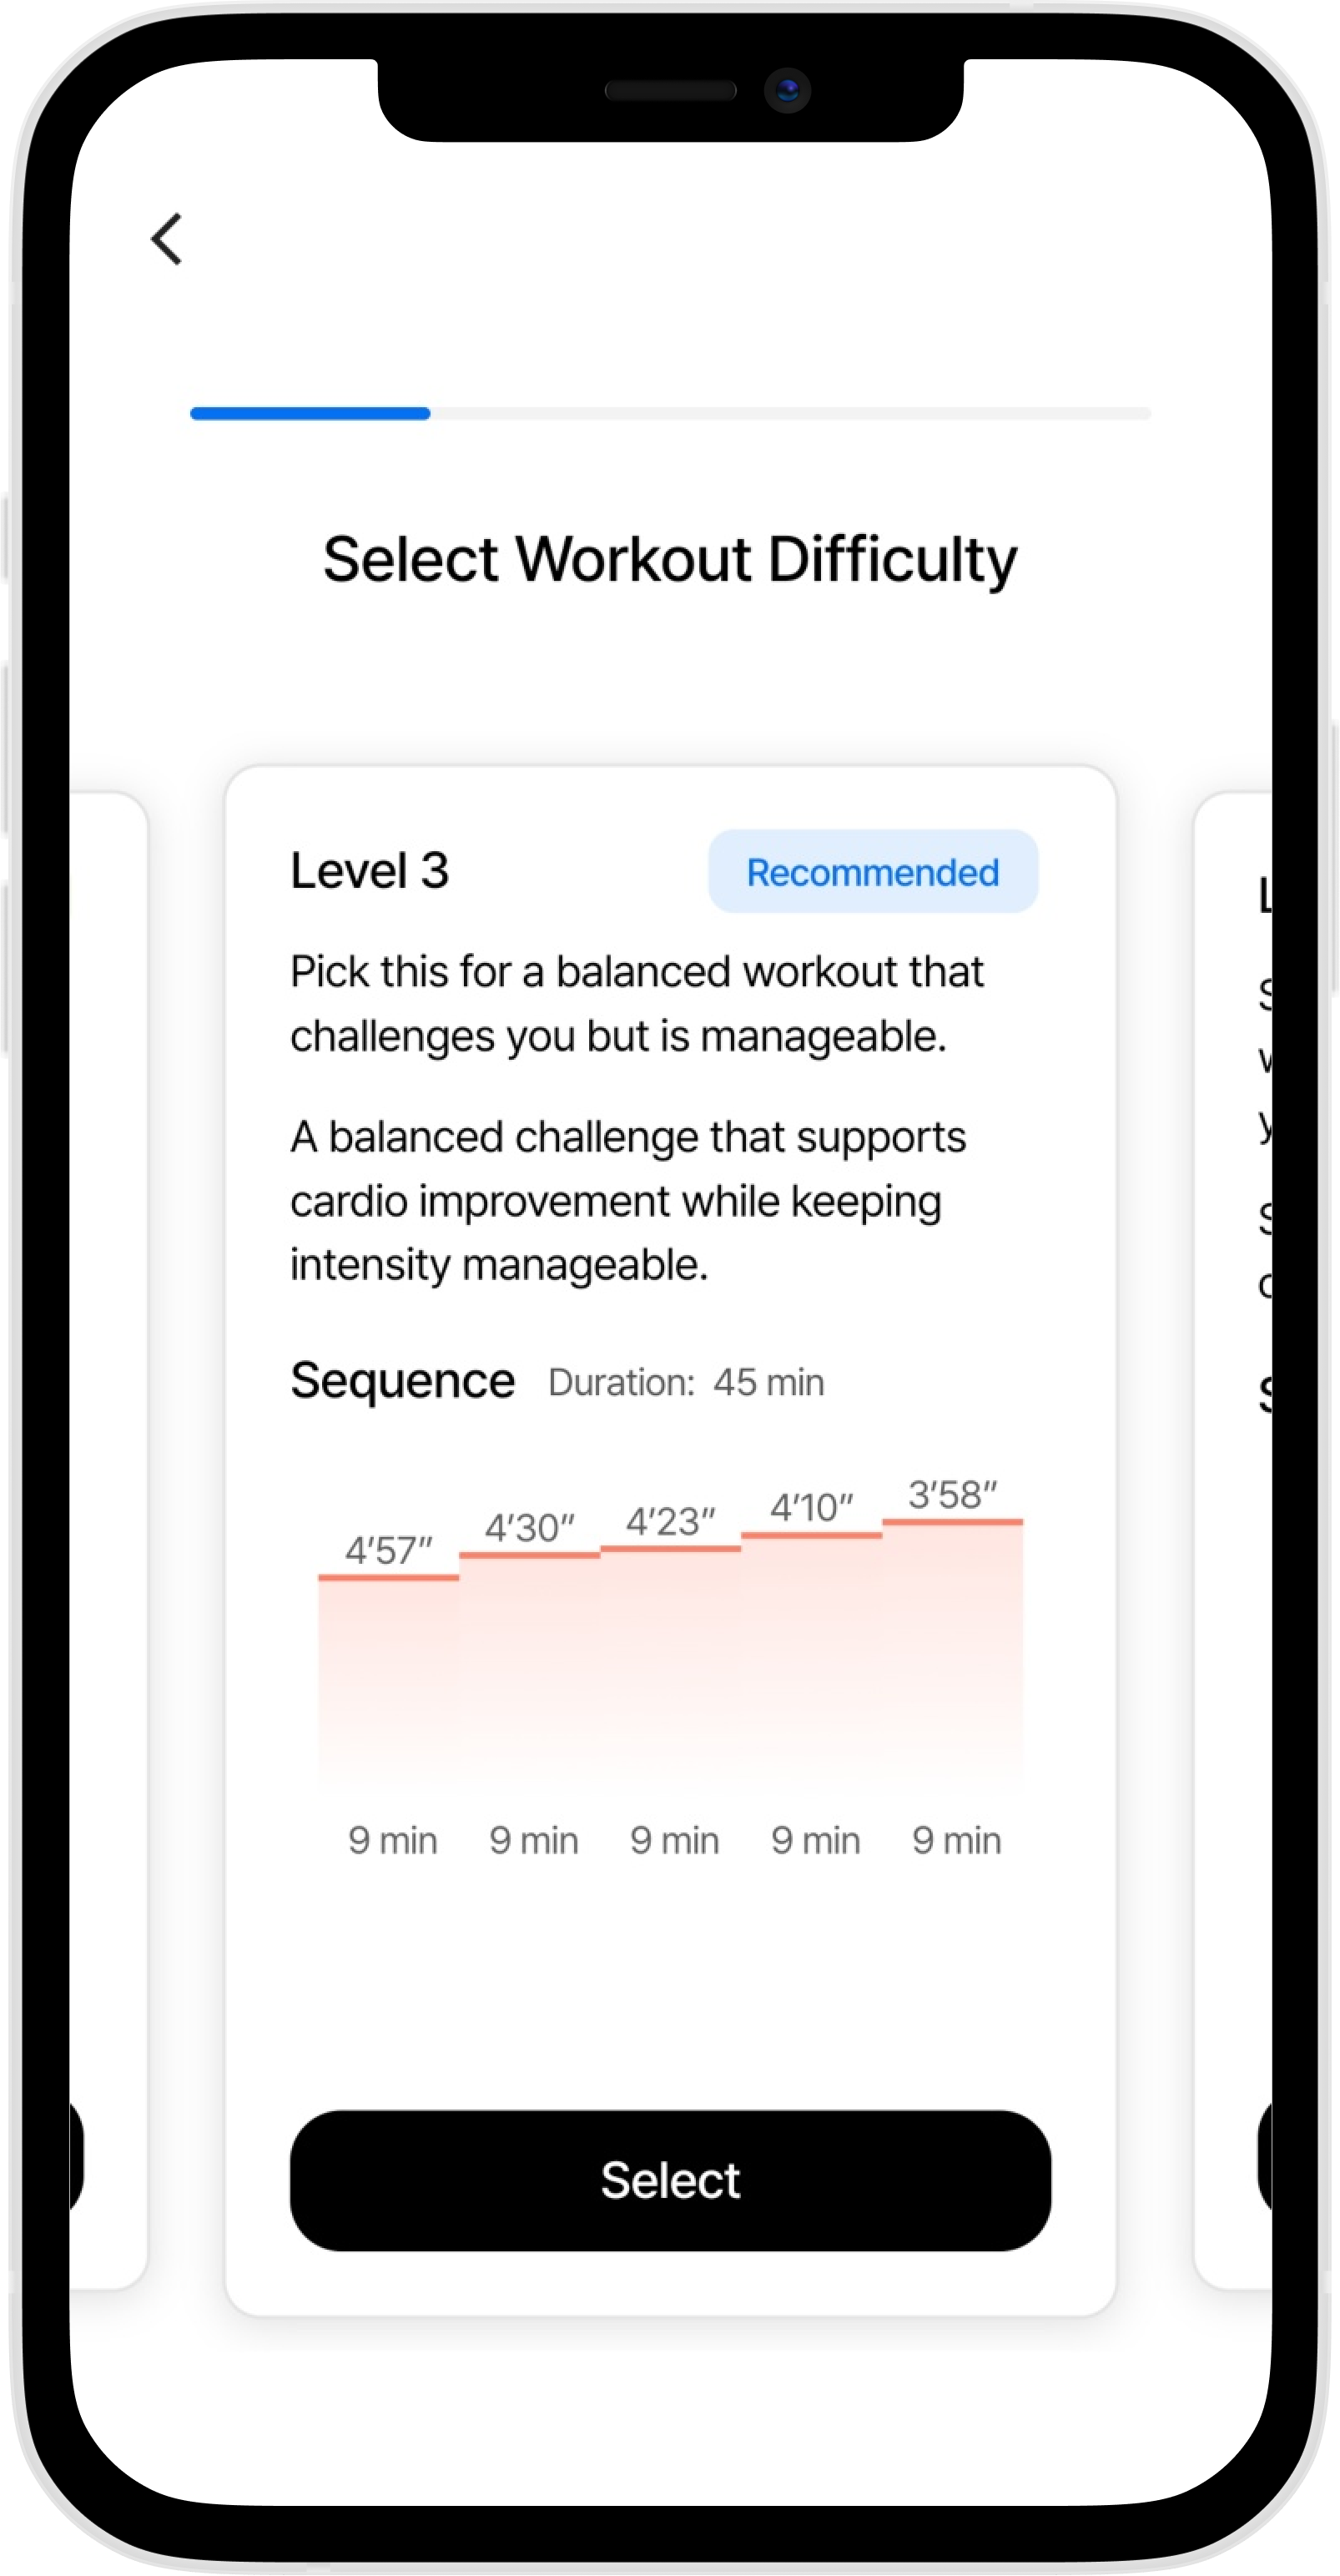 Select Workout Difficulty
Level 3
Recommended
Pick this for a balanced workout that
challenges you but is manageable.
A balanced challenge that supports
cardio improvement while keeping
intensity manageable.
Sequence Duration: 45 min
4’57” 4’30” 4’23” 4’10” 3’58”
9 min 9 min 9 min 9 min 9 min
Select